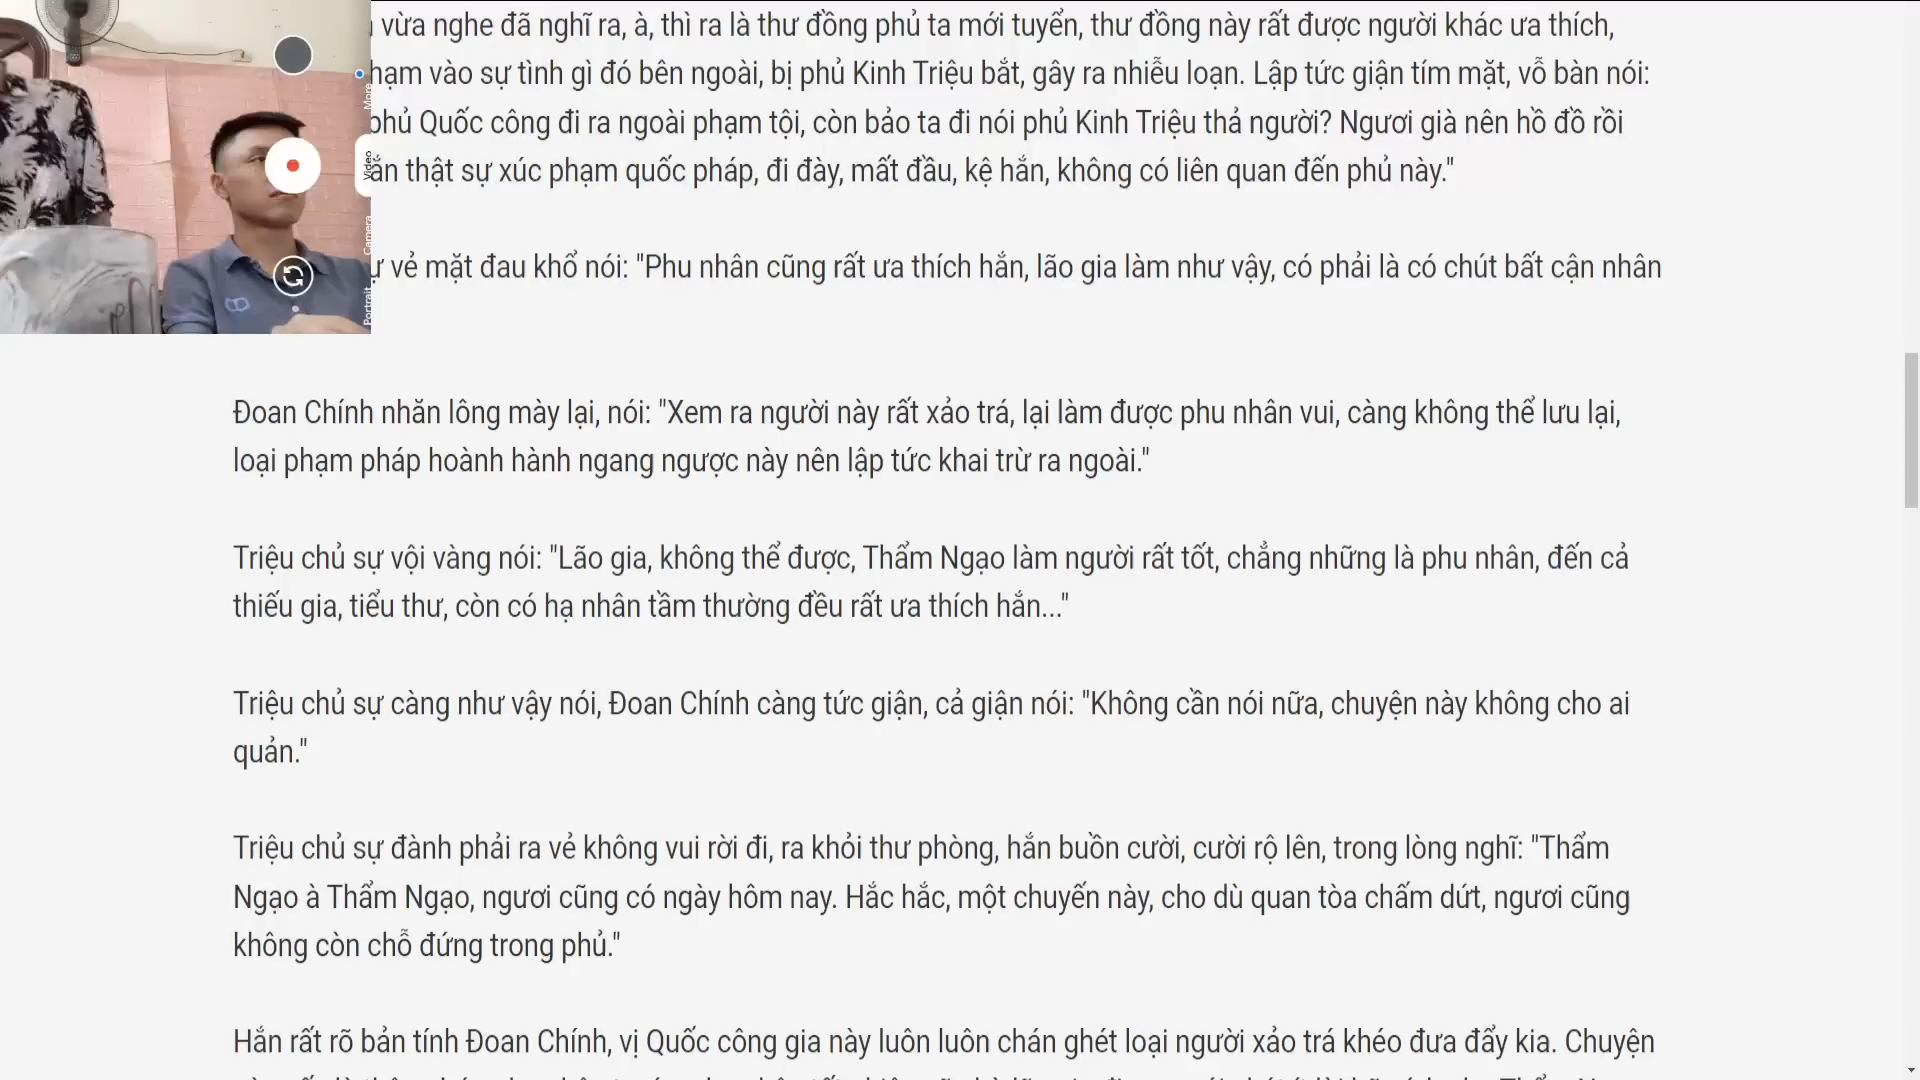 vừa nghe đã nghĩ ra, à, thì ra là thư đồng phủ ta mới tuyển, thư đồng này rất được người khác ưa thích,
vào sự tình gì đó bên ngoài, bị phủ Kinh Triệu bắt, gây ra nhiễu loạn. Lập tức giận tím mặt, vỗ bàn nói:
phủ Quốc công đi ra ngoài phạm tội, còn bảo ta đi nói phủ Kinh Triệu thả người? Ngươi già nên hồ đồ rồi
thật sự xúc phạm quốc pháp, đi đày, mất đầu, kệ hắn, không có liên quan đến phủ này."
vẻ mặt đau khổ nói: "Phu nhân cũng rất ưa thích hắn, lão gia làm như vậy, có phải là có chút bất cận nhân
More
Video
Camera
Portrait
Đoan Chính nhăn lông mày lại, nói: "Xem ra người này rất xảo trá, lại làm được phu nhân vui, càng không thể lưu lại,
loại phạm pháp hoành hành ngang ngược này nên lập tức khai trừ ra ngoài."
Triệu chủ sự vội vàng nói: "Lão gia, không thể được, Thẩm Ngạo làm người rất tốt, chẳng những là phu nhân, đến cả
thiếu gia, tiểu thư, còn có hạ nhân tầm thường đều rất ưa thích hắn..."
Triệu chủ sự càng như vậy nói, Đoan Chính càng tức giận, cả giận nói: "Không cần nói nữa, chuyện này không cho ai
quản."
Triệu chủ sự đành phải ra vẻ không vui rời đi, ra khỏi thư phòng, hắn buồn cười, cười rộ lên, trong lòng nghĩ: "Thẩm
Ngạo à Thẩm Ngạo, ngươi cũng có ngày hôm nay. Hắc hắc, một chuyến này, cho dù quan tòa chấm dứt, ngươi cũng
không còn chỗ đứng trong phủ."
Hắn rất rõ bản tính Đoan Chính, vị Quốc công gia này luôn luôn chán ghét loại người xảo trá khéo đưa đẩy kia. Chuyện